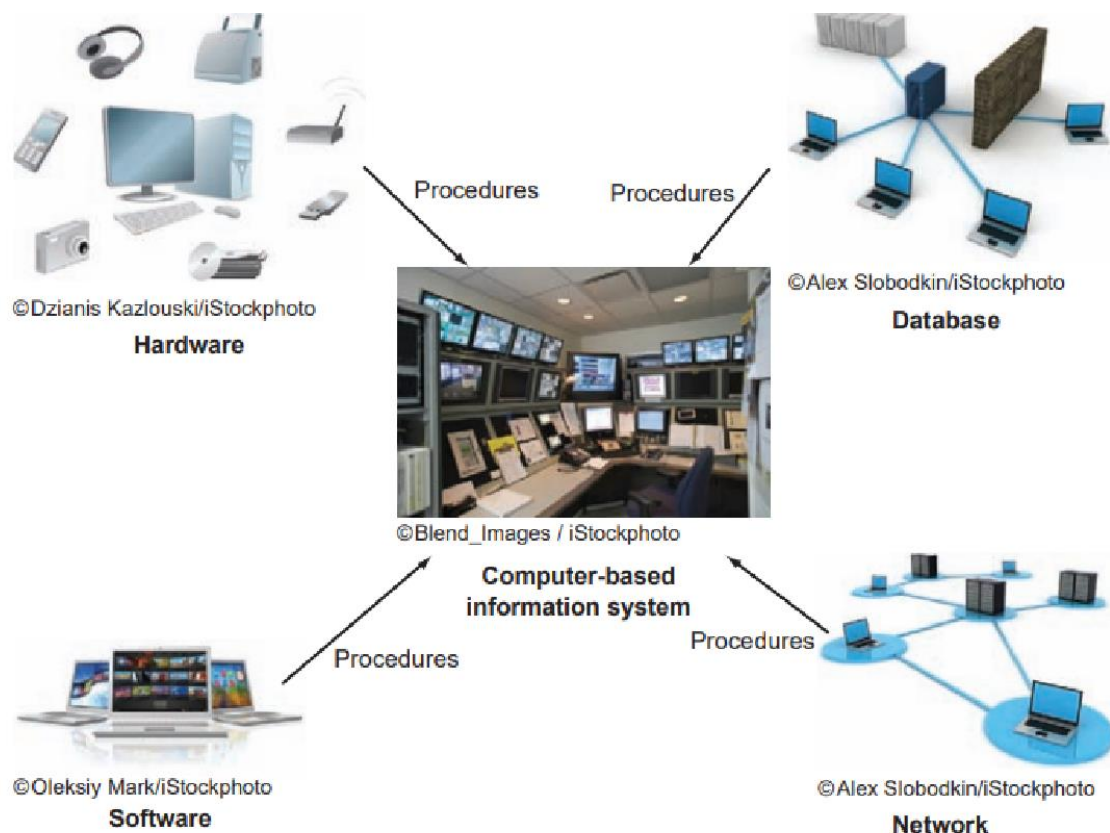 Procedures
Procedures
©Dzianis Kazlouski/iStockphoto
Hardware
©Alex Slobodkin/iStockphoto
Database
©Blend_Images / iStockphoto
Computer-based
information system
Procedures
Procedures
©Oleksiy Mark/iStockphoto
Software
©Alex Slobodkin/iStockphoto
Network